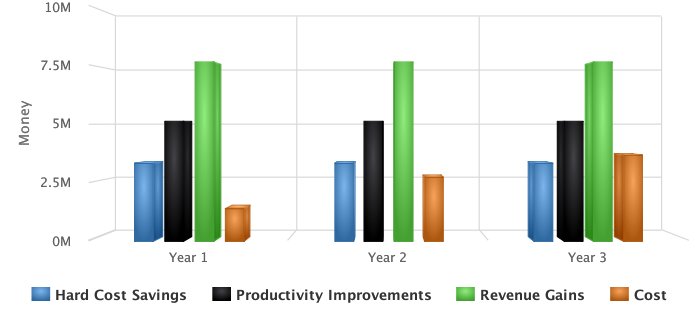 10M
7.5M
5M
2.5M
0M
Money
Year 1 Year 2 Year 3
Hard Cost Savings Productivity Improvements Revenue Gains Cost